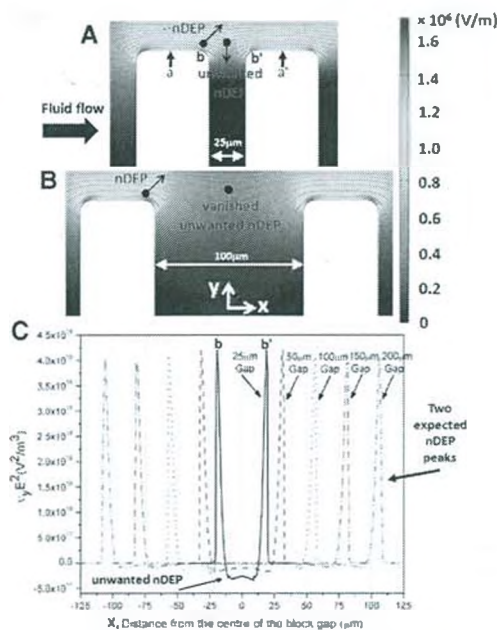 × 10⁶ (V/m)
A
nDEP
1.6
b b'
a a'
unwanted
nDEP
1.4
Fluid flow
1.2
25µm
1.0
B
nDEP
0.8
vanished
unwanted nDEP
0.6
100µm
0.4
y
x
0.2
0
C
b b'
25µm 50µm 100µm 150µm 200µm
Gap Gap Gap Gap Gap
Two
expected
nDEP
peaks
0.0
unwanted nDEP
-125 -100 -75 -50 -25 0 25 50 75 100 125
X, Distance from the centre of the block gap (µm)